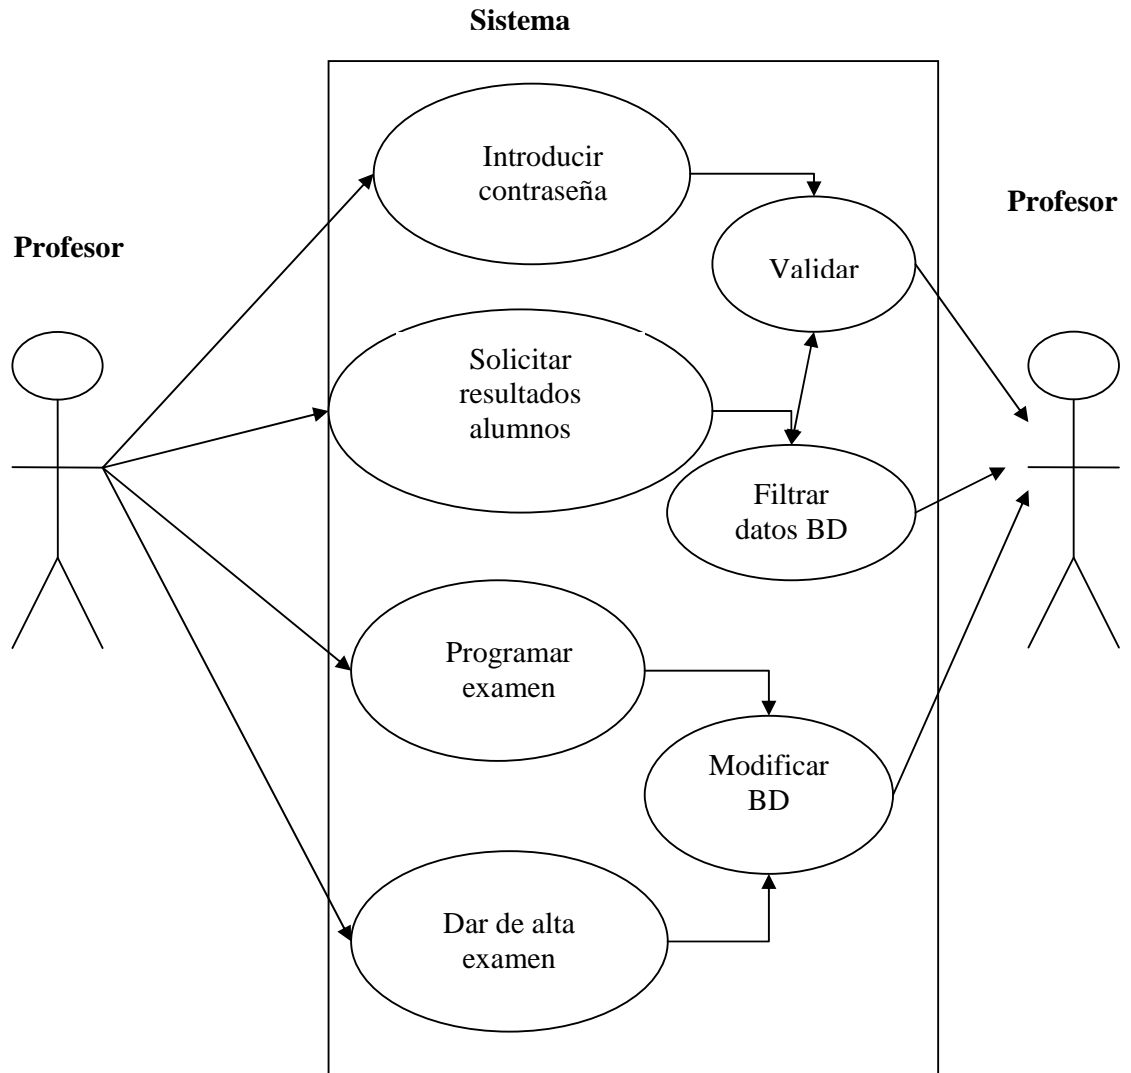 Sistema
Profesor
Profesor
Introducir
contraseña
Validar
Solicitar
resultados
alumnos
Filtrar
datos BD
Programar
examen
Modificar
BD
Dar de alta
examen